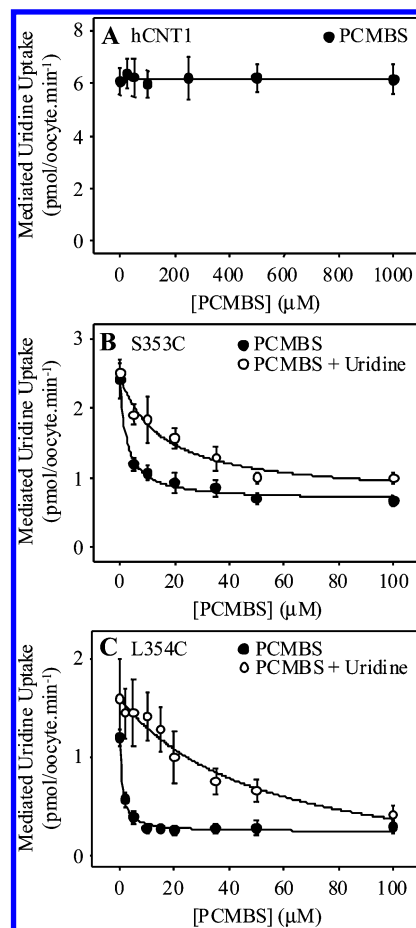 A hCNT1 ● PCMBS
8
6
4
2
0
Mediated Uridine Uptake
(pmol/oocyte.min⁻¹)
0 200 400 600 800 1000
[PCMBS] (µM)
B S353C ● PCMBS
○ PCMBS + Uridine
3
2
1
0
Mediated Uridine Uptake
(pmol/oocyte.min⁻¹)
0 20 40 60 80 100
[PCMBS] (µM)
C L354C ● PCMBS
○ PCMBS + Uridine
2
1
0
Mediated Uridine Uptake
(pmol/oocyte.min⁻¹)
0 20 40 60 80 100
[PCMBS] (µM)